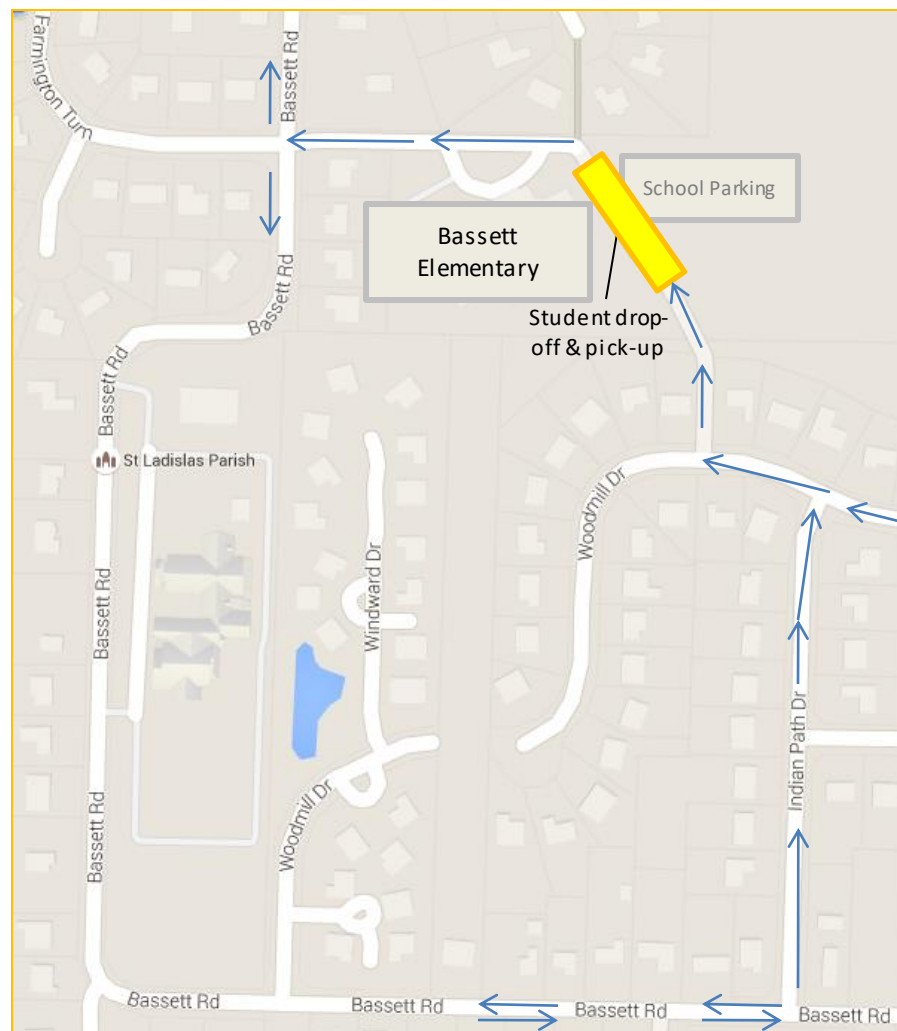 Farmington Turn
Bassett Rd
School Parking
Bassett
Elementary
Student drop-
off & pick-up
Bassett Rd
Bassett Rd
St Ladislas Parish
Woodmill Dr
Windward Dr
Bassett Rd
Indian Path Dr
Woodmill Dr
Bassett Rd
Bassett Rd
Bassett Rd
Bassett Rd
Bassett Rd